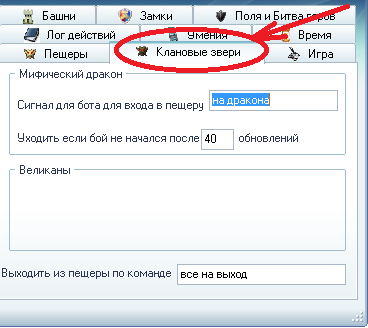 Башни Замки Поля и Битва героев
Лог действий Умения Время
Пещеры Клановые звери Игра
Мифический дракон
Сигнал для бота для входа в пещеру на дракона
Уходить если бой не начался после 40 обновлений
Великаны
Выходить из пещеры по команде все на выход